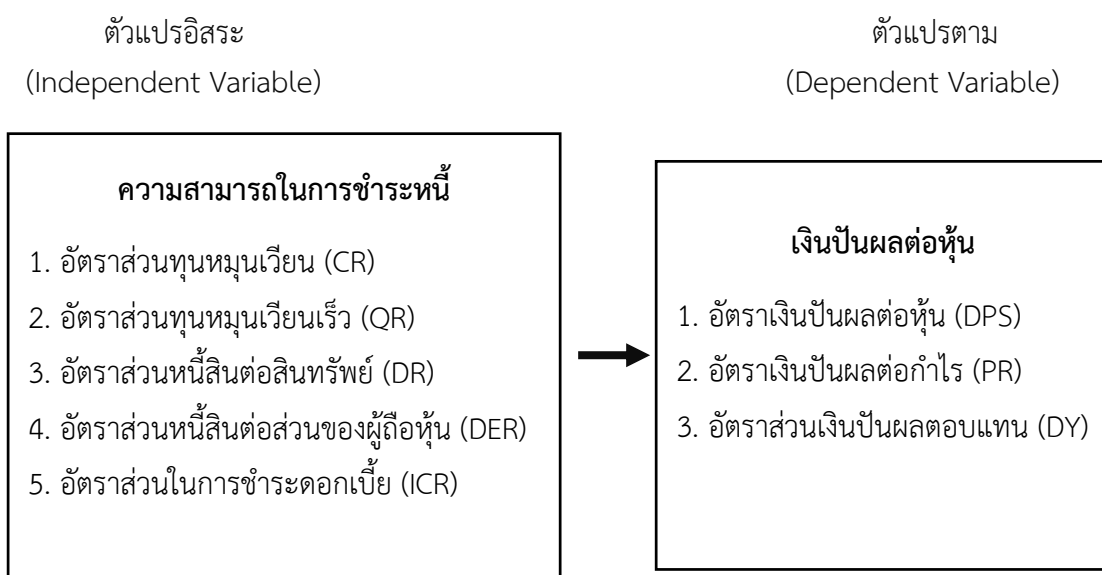 ตัวแปรอิสระ
(Independent Variable)
ตัวแปรตาม
(Dependent Variable)
ความสามารถในการชำระหนี้
1. อัตราส่วนทุนหมุนเวียน (CR)
2. อัตราส่วนทุนหมุนเวียนเร็ว (QR)
3. อัตราส่วนหนี้สินต่อสินทรัพย์ (DR)
4. อัตราส่วนหนี้สินต่อส่วนของผู้ถือหุ้น (DER)
5. อัตราส่วนในการชำระดอกเบี้ย (ICR)
เงินปันผลต่อหุ้น
1. อัตราเงินปันผลต่อหุ้น (DPS)
2. อัตราเงินปันผลต่อกำไร (PR)
3. อัตราส่วนเงินปันผลตอบแทน (DY)